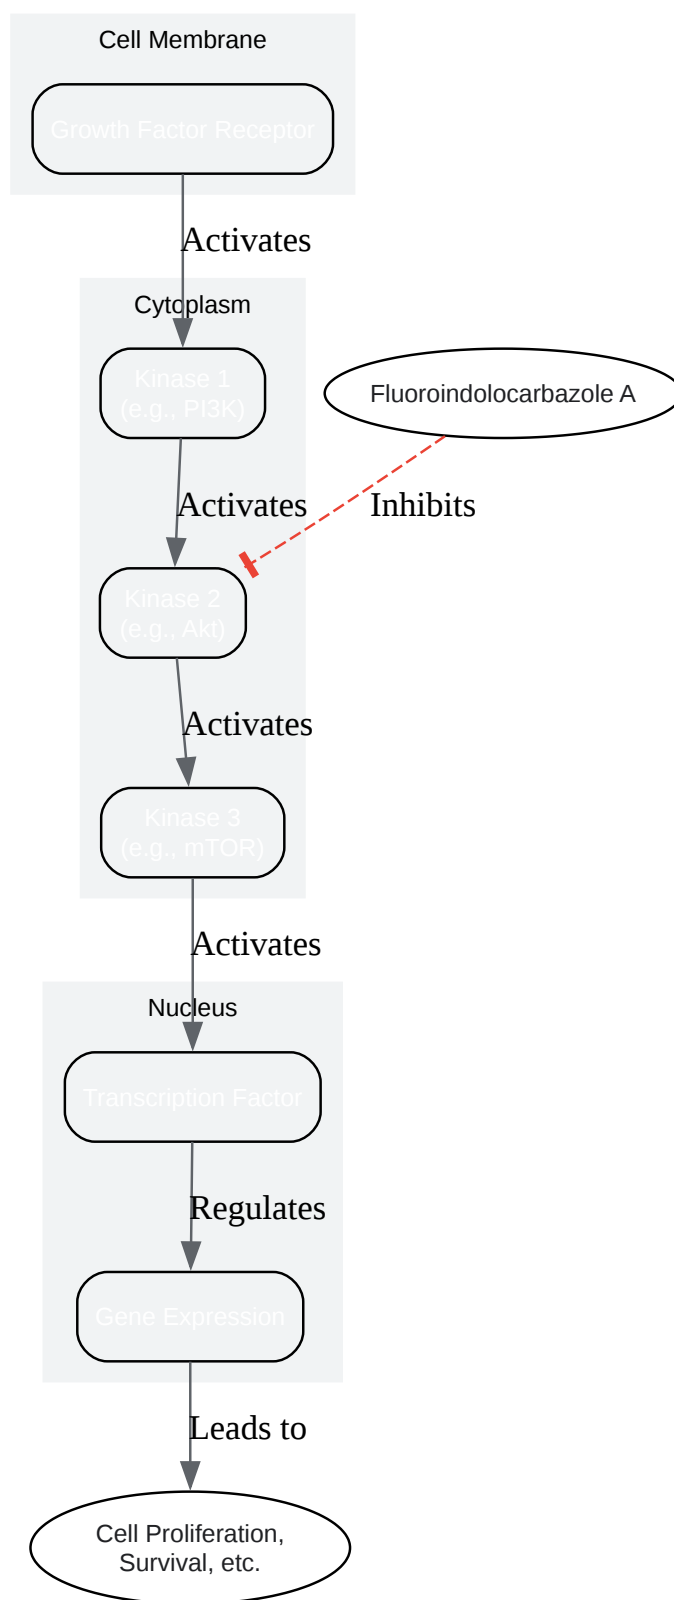 Cell Membrane
Growth Factor Receptor
Activates
Cytoplasm
Kinase 1
(e.g., PI3K)
Fluoroindolocarbazole A
Activates
Inhibits
Kinase 2
(e.g., Akt)
Activates
Kinase 3
(e.g., mTOR)
Activates
Nucleus
Transcription Factor
Regulates
Gene Expression
Leads to
Cell Proliferation,
Survival, etc.